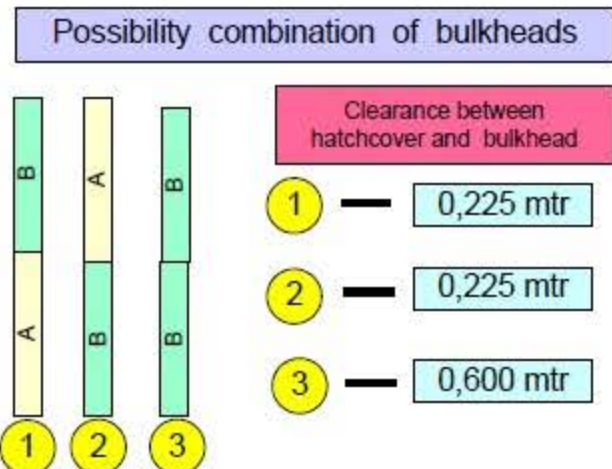 Possibility combination of bulkheads
B
A
B
A
B
B
1
2
3
Clearance between
hatchcover and bulkhead
1
0,225 mtr
2
0,225 mtr
3
0,600 mtr